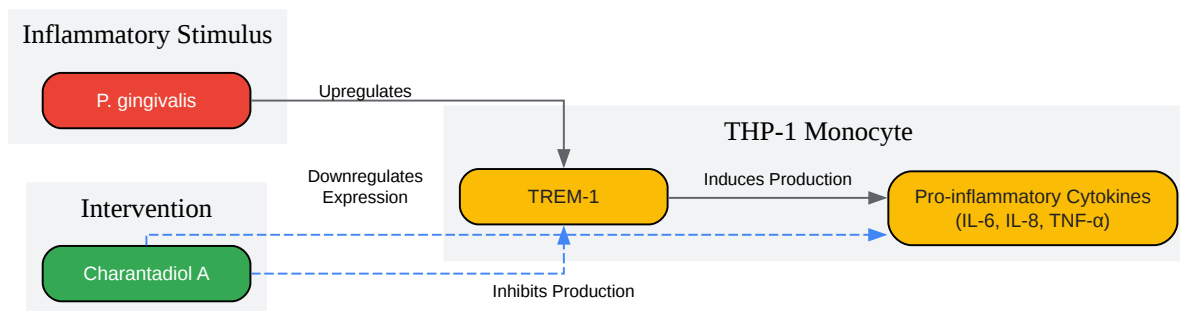 Inflammatory Stimulus
P. gingivalis
Upregulates
THP-1 Monocyte
Downregulates
Expression
TREM-1
Induces Production
Pro-inflammatory Cytokines
(IL-6, IL-8, TNF-α)
Intervention
Charantadiol A
Inhibits Production